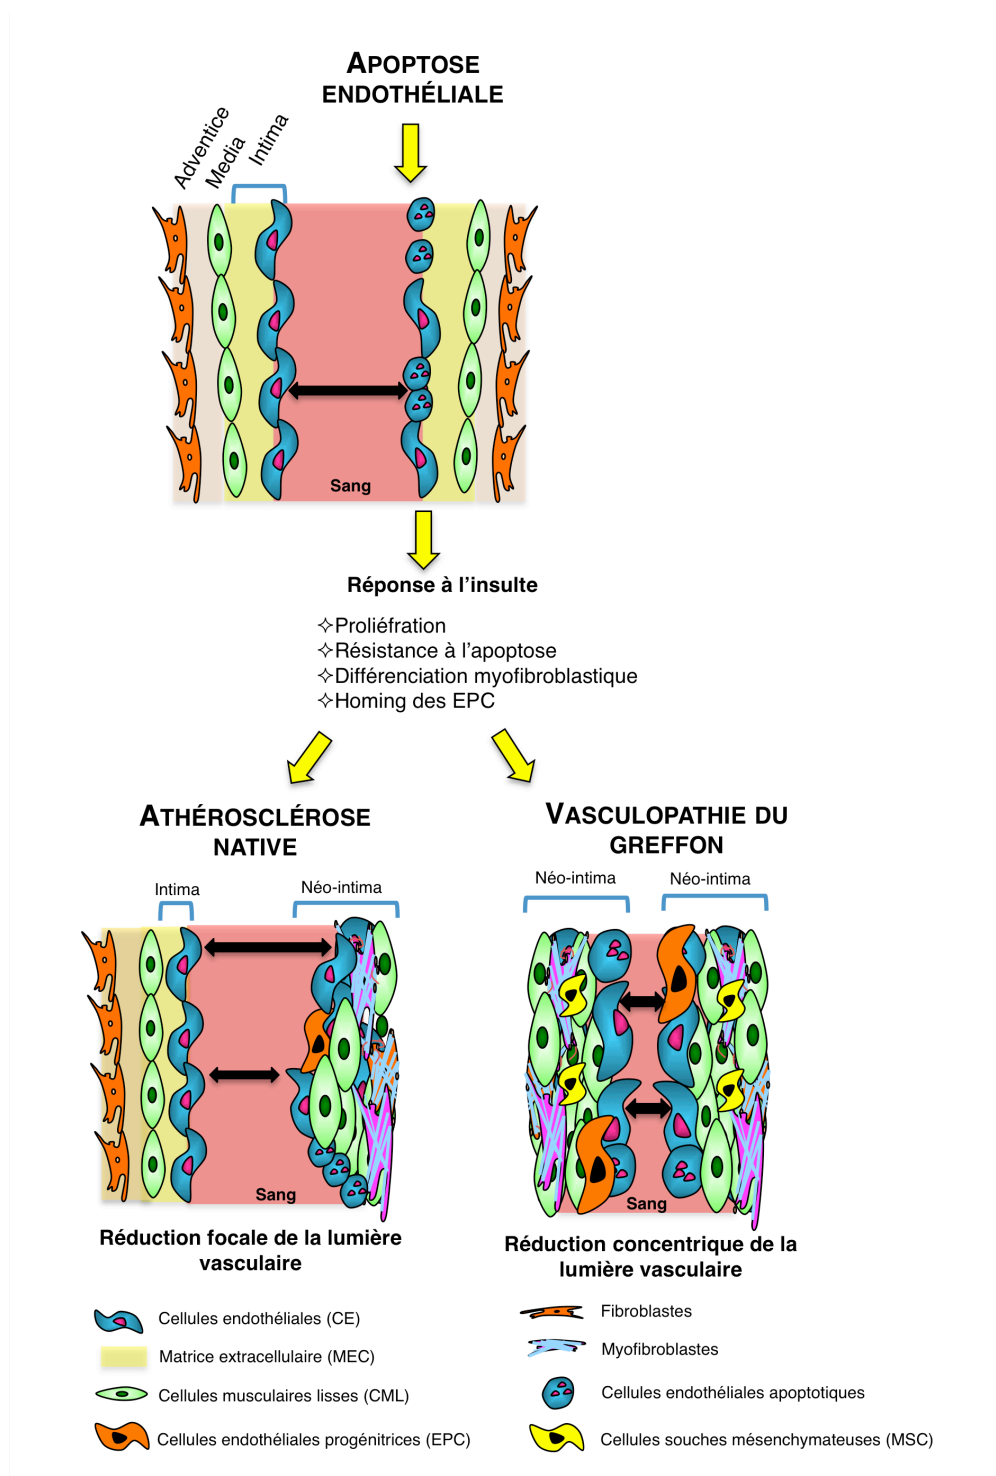 APOPTOSE
ENDOTHÉLIALE
Adventice
Media
Intima
Sang
Réponse à l'insulte
✧Proliéfration
✧Résistance à l'apoptose
✧Différenciation myofibroblastique
✧Homing des EPC
ATHÉROSCLÉROSE
NATIVE
Intima
Néo-intima
Sang
Réduction focale de la lumière
vasculaire
VASCULOPATHIE DU
GREFFON
Néo-intima
Néo-intima
Sang
Réduction concentrique de la
lumière vasculaire
Cellules endothéliales (CE)
Matrice extracellulaire (MEC)
Cellules musculaires lisses (CML)
Cellules endothéliales progénitrices (EPC)
Fibroblastes
Myofibroblastes
Cellules endothéliales apoptotiques
Cellules souches mésenchymateuses (MSC)